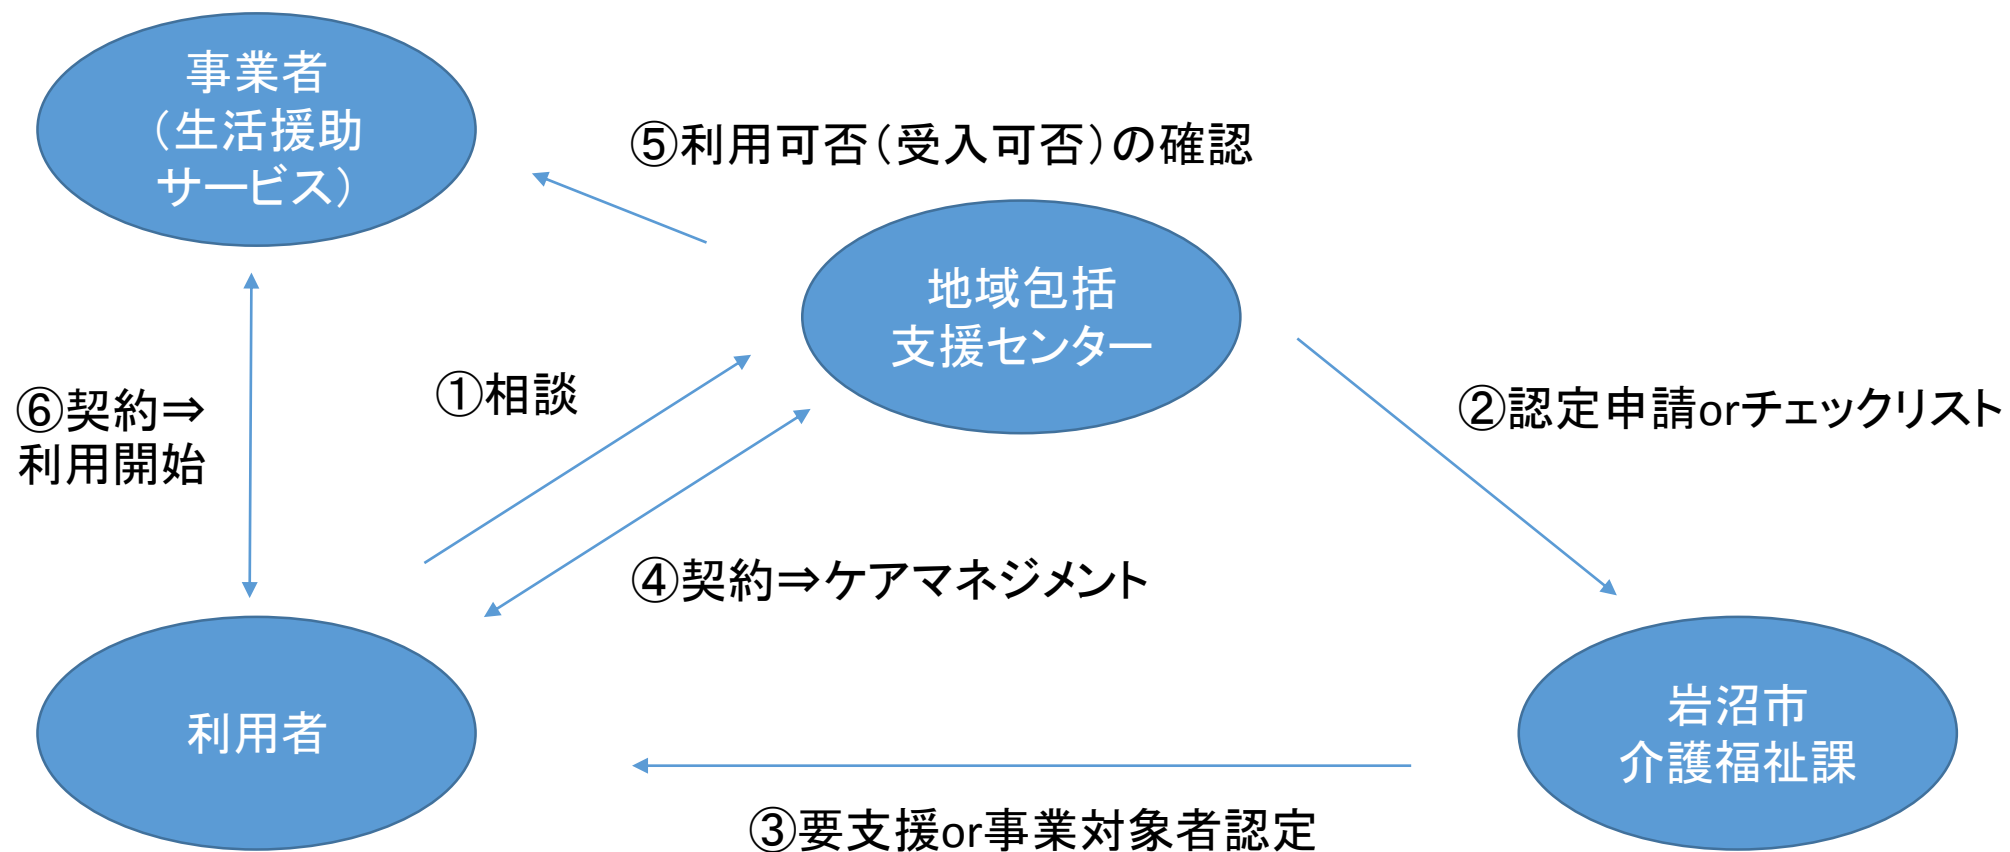 事業者
（生活援助
サービス）
⑤利用可否（受入可否）の確認
地域包括
支援センター
①相談
②認定申請orチェックリスト
⑥契約⇒
利用開始
④契約⇒ケアマネジメント
利用者
岩沼市
介護福祉課
③要支援or事業対象者認定